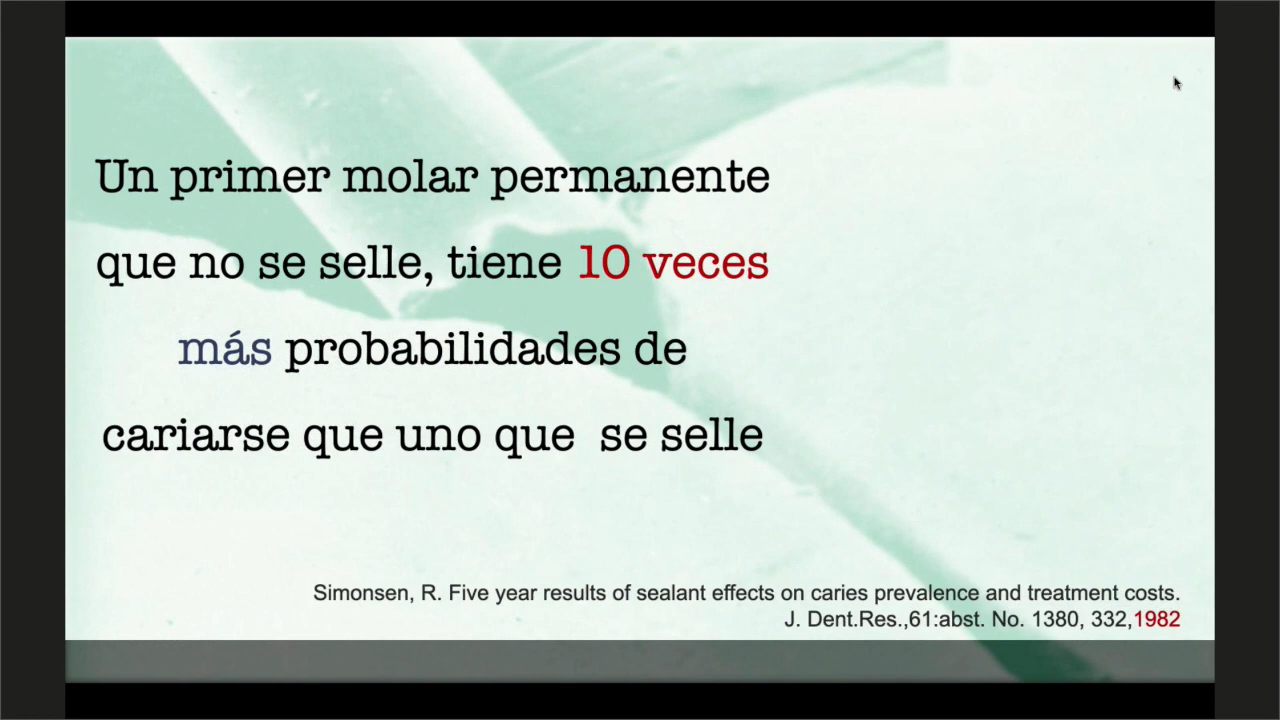 Un primer molar permanente
que no se selle, tiene 10 veces
más probabilidades de
cariarse que uno que  se selle
Simonsen, R. Five year results of sealant effects on caries prevalence and treatment costs.
J. Dent.Res.,61:abst. No. 1380, 332,1982